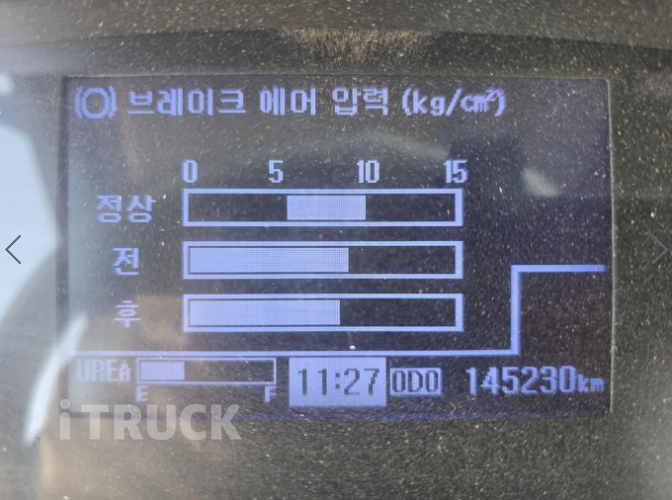 브레이크 에어 압력 (kg/cm²)
0 5 10 15
정상
전
후
UREA E F 11:27 ODO 145230km
iTRUCK